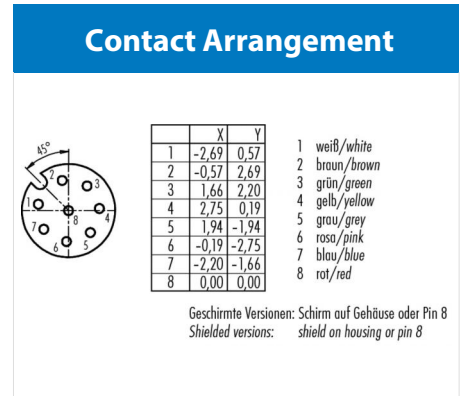 Contact Arrangement
45°
2
3
1
4
8
7
6
5
X Y
1 -2,69 0,57
2 -0,57 2,69
3 1,66 2,20
4 2,75 0,19
5 1,94 -1,94
6 -0,19 -2,75
7 -2,20 -1,66
8 0,00 0,00
1 weiß/white
2 braun/brown
3 grün/green
4 gelb/yellow
5 grau/grey
6 rosa/pink
7 blau/blue
8 rot/red
Geschirmte Versionen: Schirm auf Gehäuse oder Pin 8
Shielded versions: shield on housing or pin 8